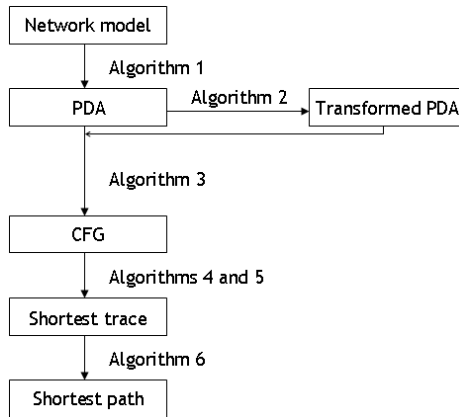 Network model
Algorithm 1
PDA
Algorithm 2
Transformed PDA
Algorithm 3
CFG
Algorithms 4 and 5
Shortest trace
Algorithm 6
Shortest path